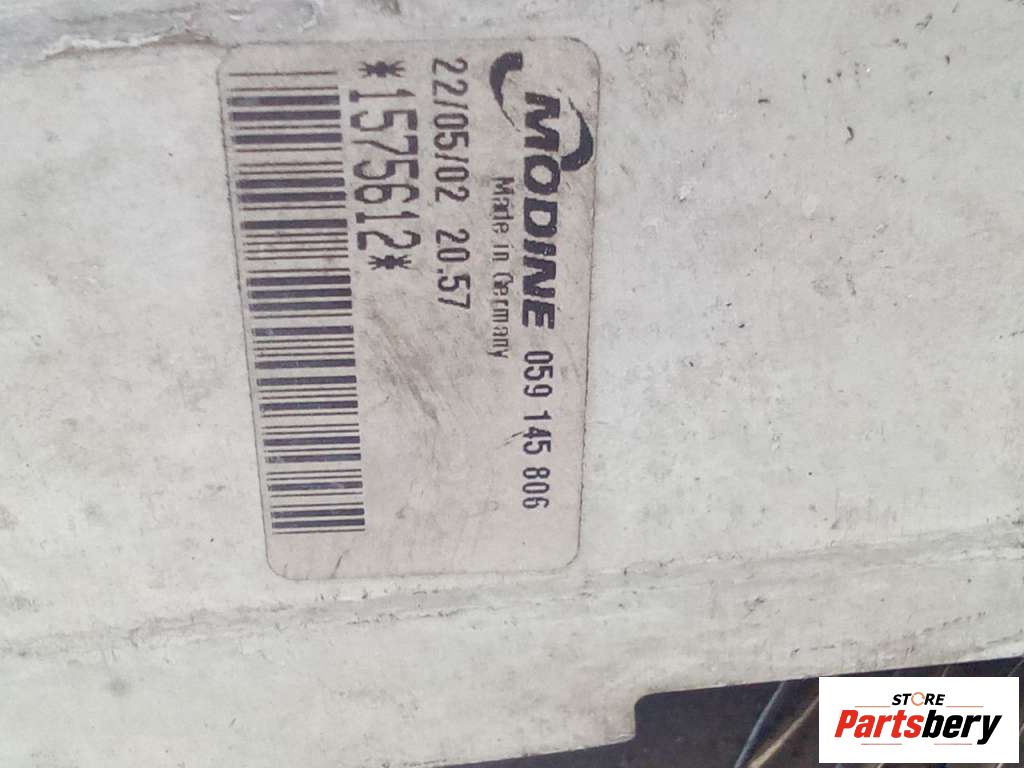 MODINE 059 145 806
Made in Germany
22/05/02 20.57
*1575612*
STORE
Partsbery